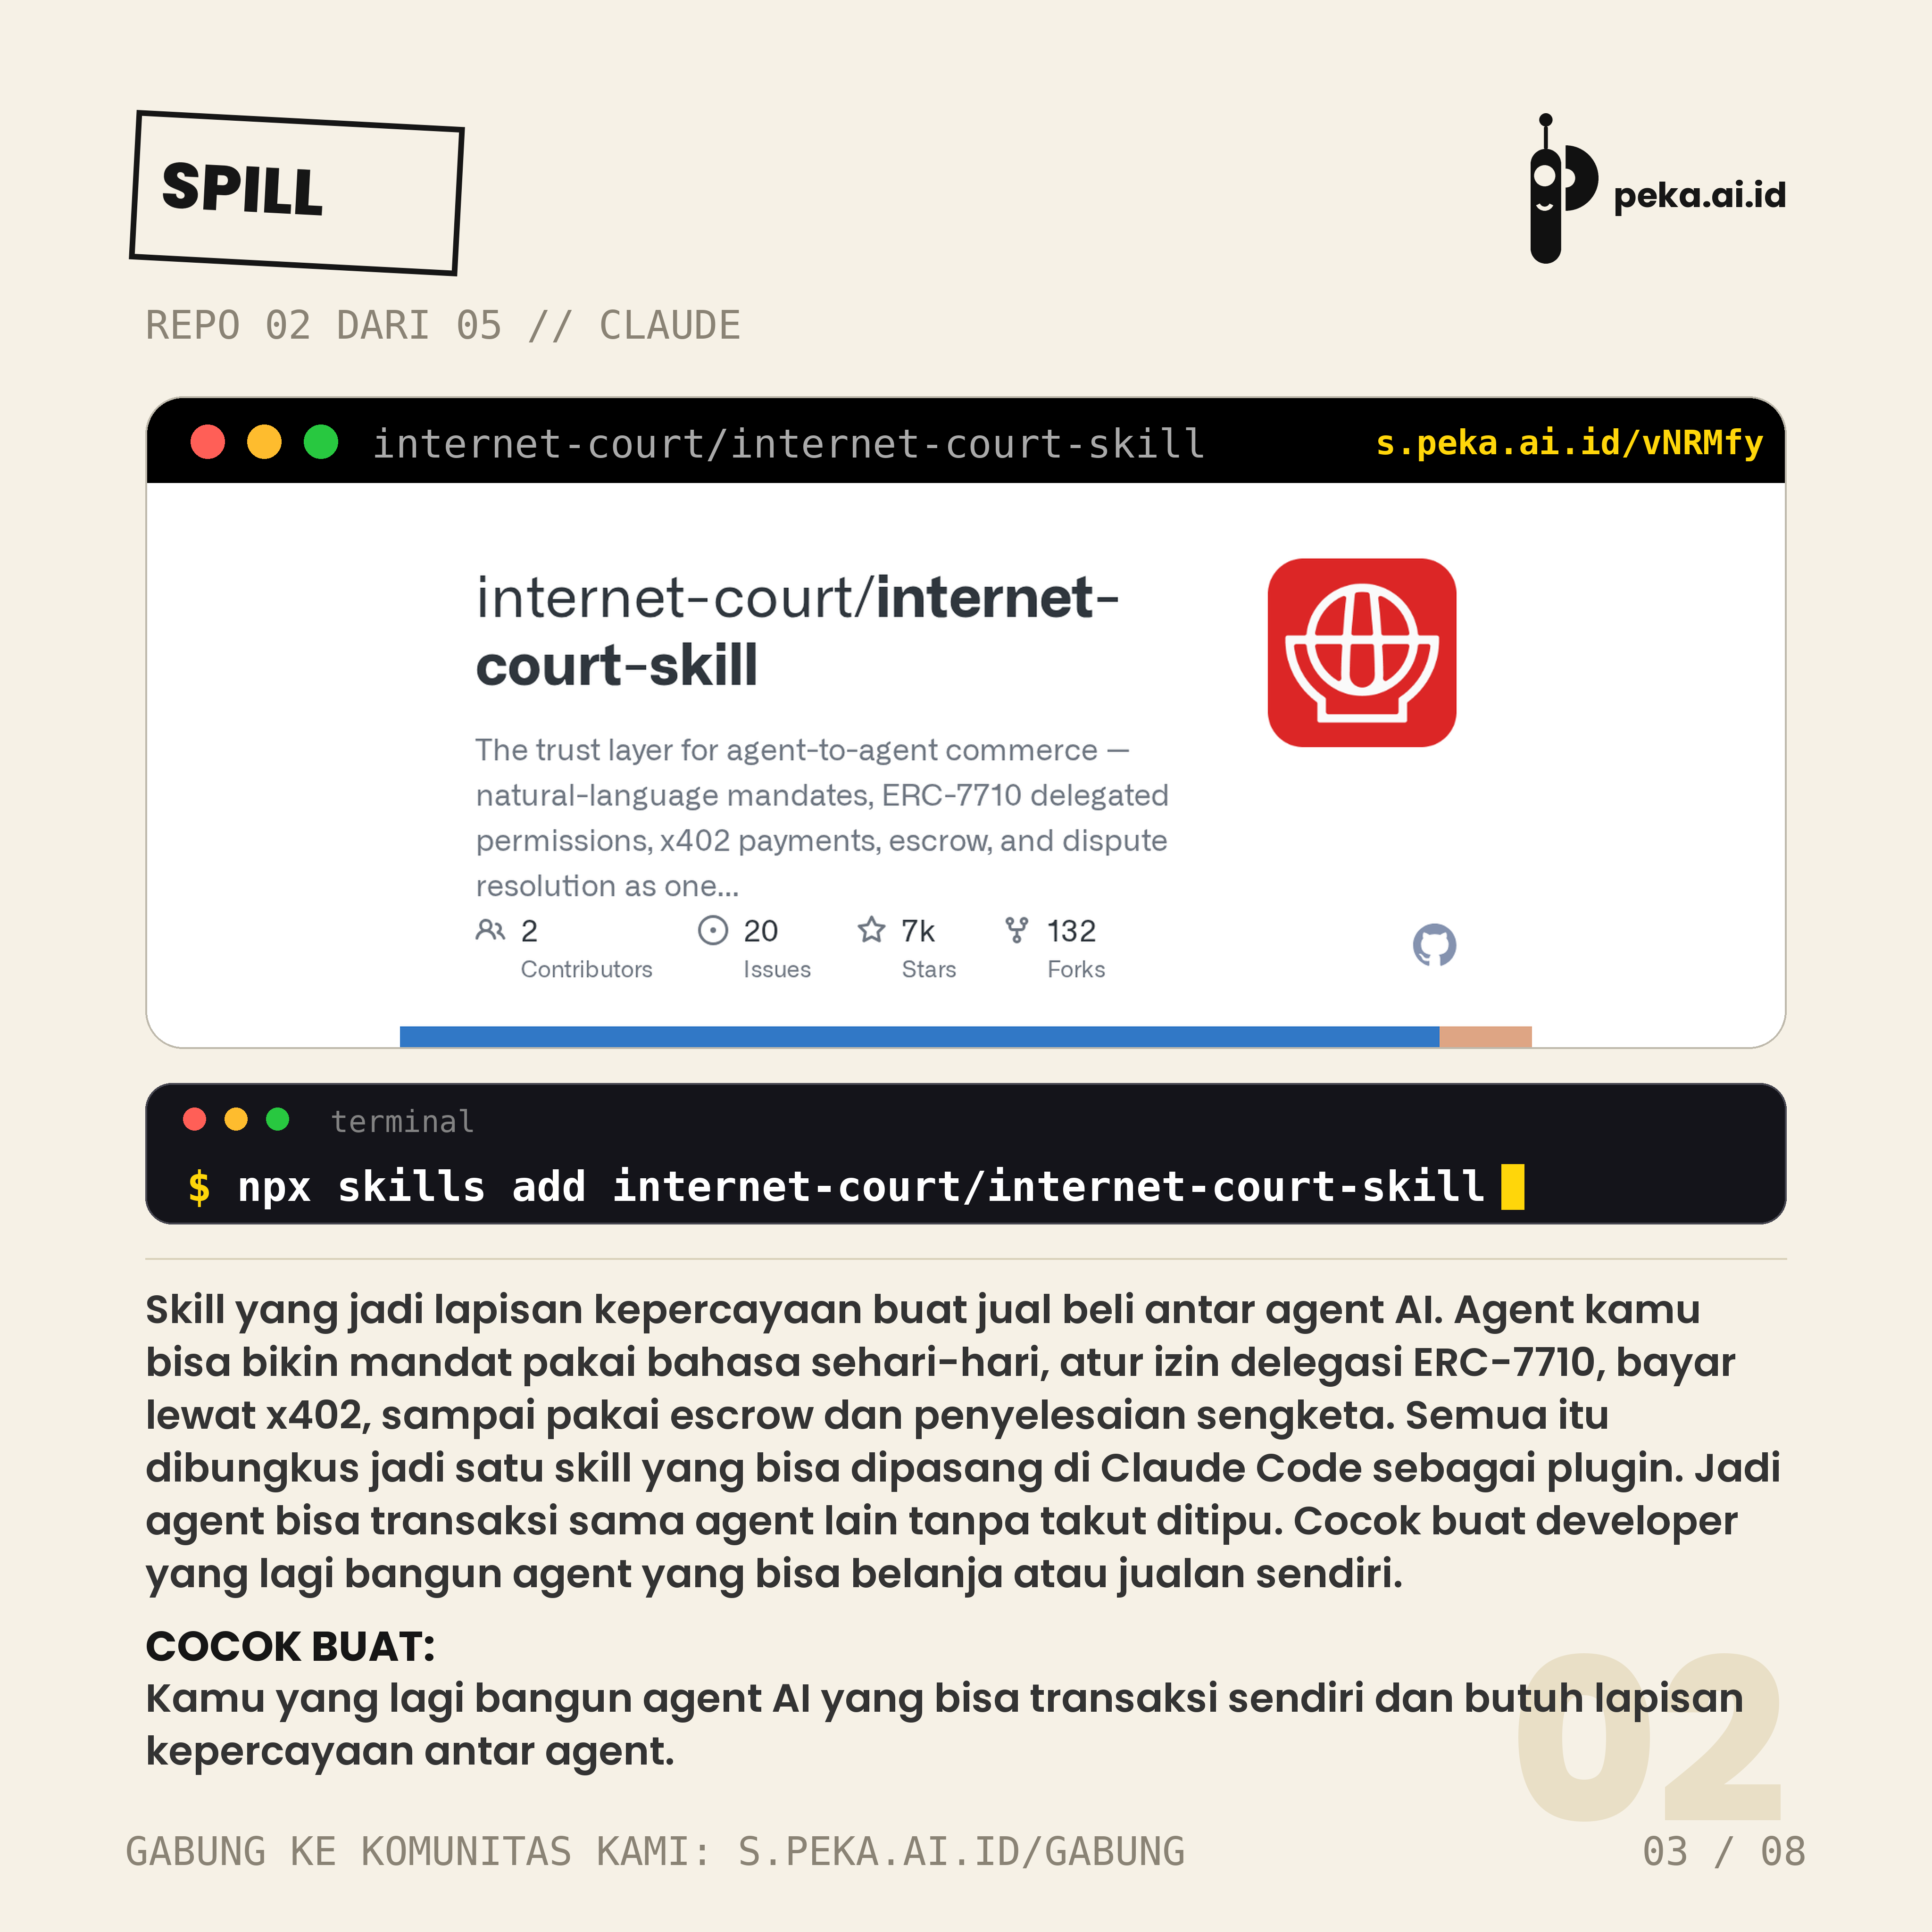 SPILL
peka.ai.id
REPO 02 DARI 05 // CLAUDE
internet-court/internet-court-skill
s.peka.ai.id/vNRMfy
internet-court/internet-
court-skill
The trust layer for agent-to-agent commerce —
natural-language mandates, ERC-7710 delegated
permissions, x402 payments, escrow, and dispute
resolution as one...
2 20 7k 132
Contributors Issues Stars Forks
terminal
$ npx skills add internet-court/internet-court-skill
Skill yang jadi lapisan kepercayaan buat jual beli antar agent AI. Agent kamu
bisa bikin mandat pakai bahasa sehari-hari, atur izin delegasi ERC-7710, bayar
lewat x402, sampai pakai escrow dan penyelesaian sengketa. Semua itu
dibungkus jadi satu skill yang bisa dipasang di Claude Code sebagai plugin. Jadi
agent bisa transaksi sama agent lain tanpa takut ditipu. Cocok buat developer
yang lagi bangun agent yang bisa belanja atau jualan sendiri.
COCOK BUAT:
Kamu yang lagi bangun agent AI yang bisa transaksi sendiri dan butuh lapisan
kepercayaan antar agent.
02
GABUNG KE KOMUNITAS KAMI: S.PEKA.AI.ID/GABUNG
03 / 08